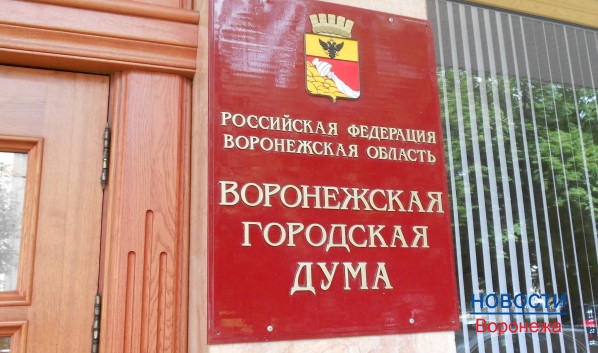 РОССИЙСКАЯ ФЕДЕРАЦИЯ
ВОРОНЕЖСКАЯ ОБЛАСТЬ
ВОРОНЕЖСКАЯ
ГОРОДСКАЯ
ДУМА
НОВОСТИ
Воронежа